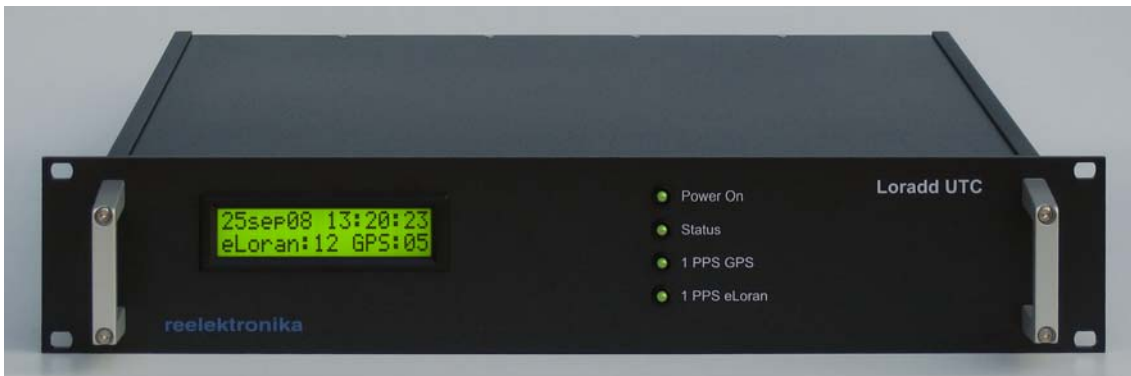 Loradd UTC
25sep08 13:20:23
eLoran:12 GPS:05
Power On
Status
1 PPS GPS
1 PPS eLoran
reelektronika